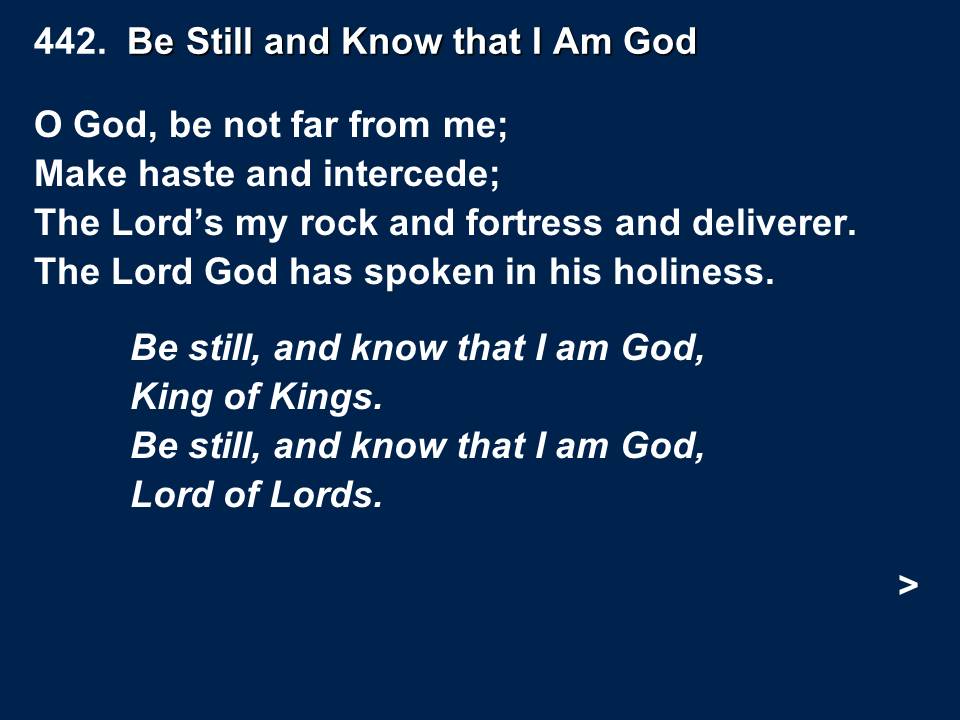 442.  Be Still and Know that I Am God
O God, be not far from me;
Make haste and intercede;
The Lord’s my rock and fortress and deliverer.
The Lord God has spoken in his holiness.
Be still, and know that I am God,
King of Kings.
Be still, and know that I am God,
Lord of Lords.
>